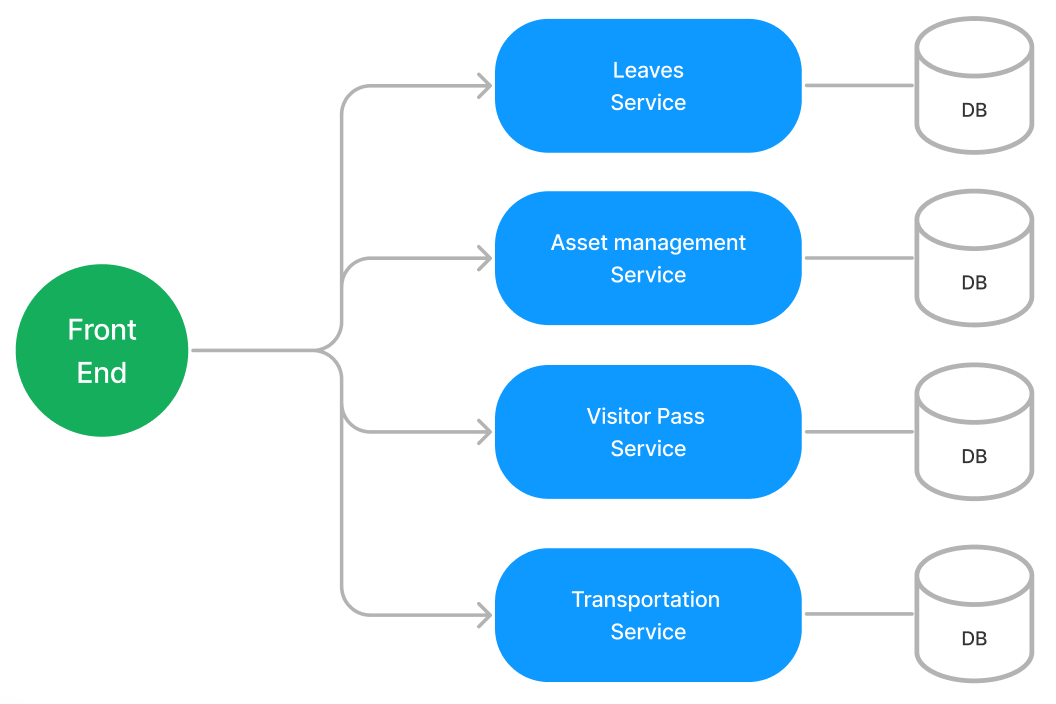 Leaves
Service
DB
Asset management
Service
DB
Front
End
Visitor Pass
Service
DB
Transportation
Service
DB